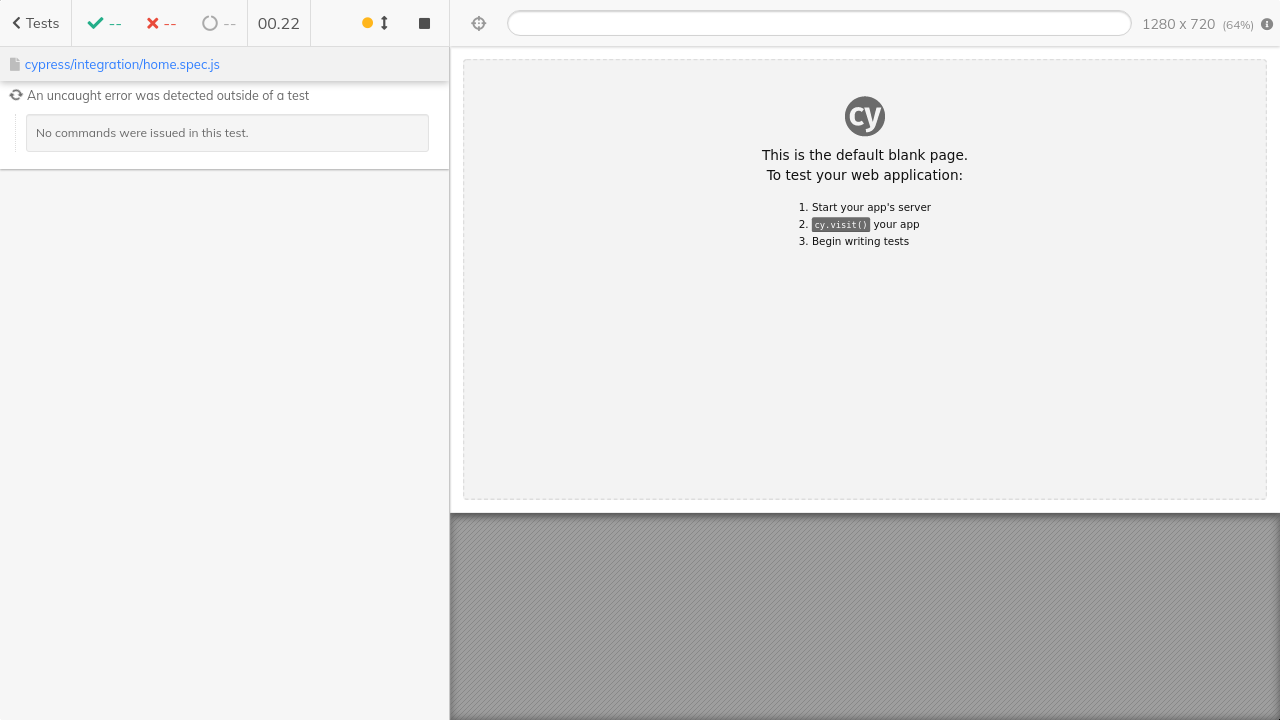 Tests
--
--
--
00.22
1280 x 720 (64%)
cypress/integration/home.spec.js
An uncaught error was detected outside of a test
No commands were issued in this test.
cy
This is the default blank page.
To test your web application:
1. Start your app's server
2. cy.visit() your app
3. Begin writing tests